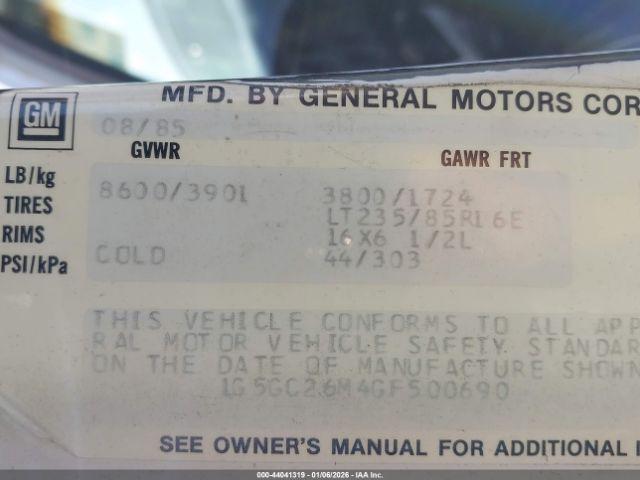 GM
MFD. BY GENERAL MOTORS COR
08/85
GVWR GAWR FRT
LB/kg 8600/3901 3800/1724
TIRES LT235/85R16E
RIMS 16X6 1/2L
PSI/kPa COLD 44/303
THIS VEHICLE CONFORMS TO ALL APP
RAL MOTOR VEHICLE SAFETY STANDAR
ON THE DATE OF MANUFACTURE SHOWN
1G5GC26M4GF500690
SEE OWNER'S MANUAL FOR ADDITIONAL I
000-44041319 - 01/06/2026 - © IAA, Inc.